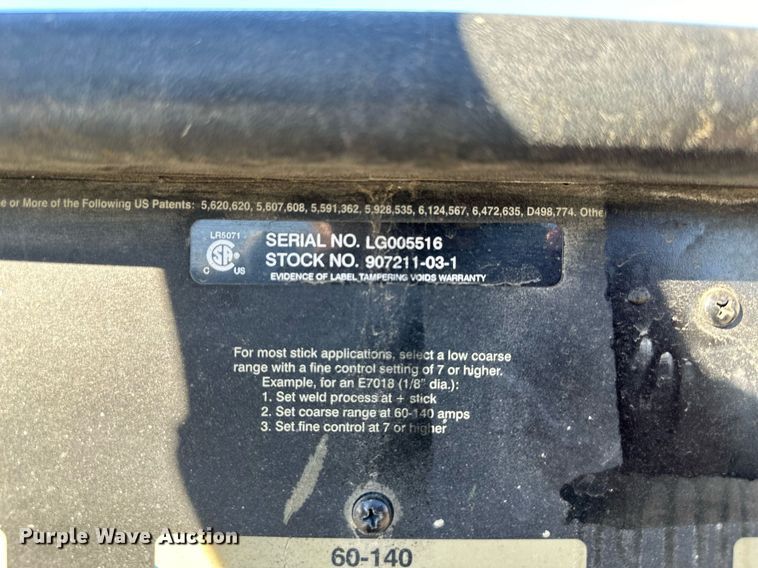 e or More of the Following US Patents: 5,620,620, 5,607,608, 5,591,362, 5,928,535, 6,124,567, 6,472,635, D498,774. Othe
LR5071
SA
C US
SERIAL NO. LG005516
STOCK NO. 907211-03-1
EVIDENCE OF LABEL TAMPERING VOIDS WARRANTY
For most stick applications, select a low coarse
range with a fine control setting of 7 or higher.
Example, for an E7018 (1/8" dia.):
1. Set weld process at + stick
2. Set coarse range at 60-140 amps
3. Set fine control at 7 or higher
60-140
Purple Wave Auction®